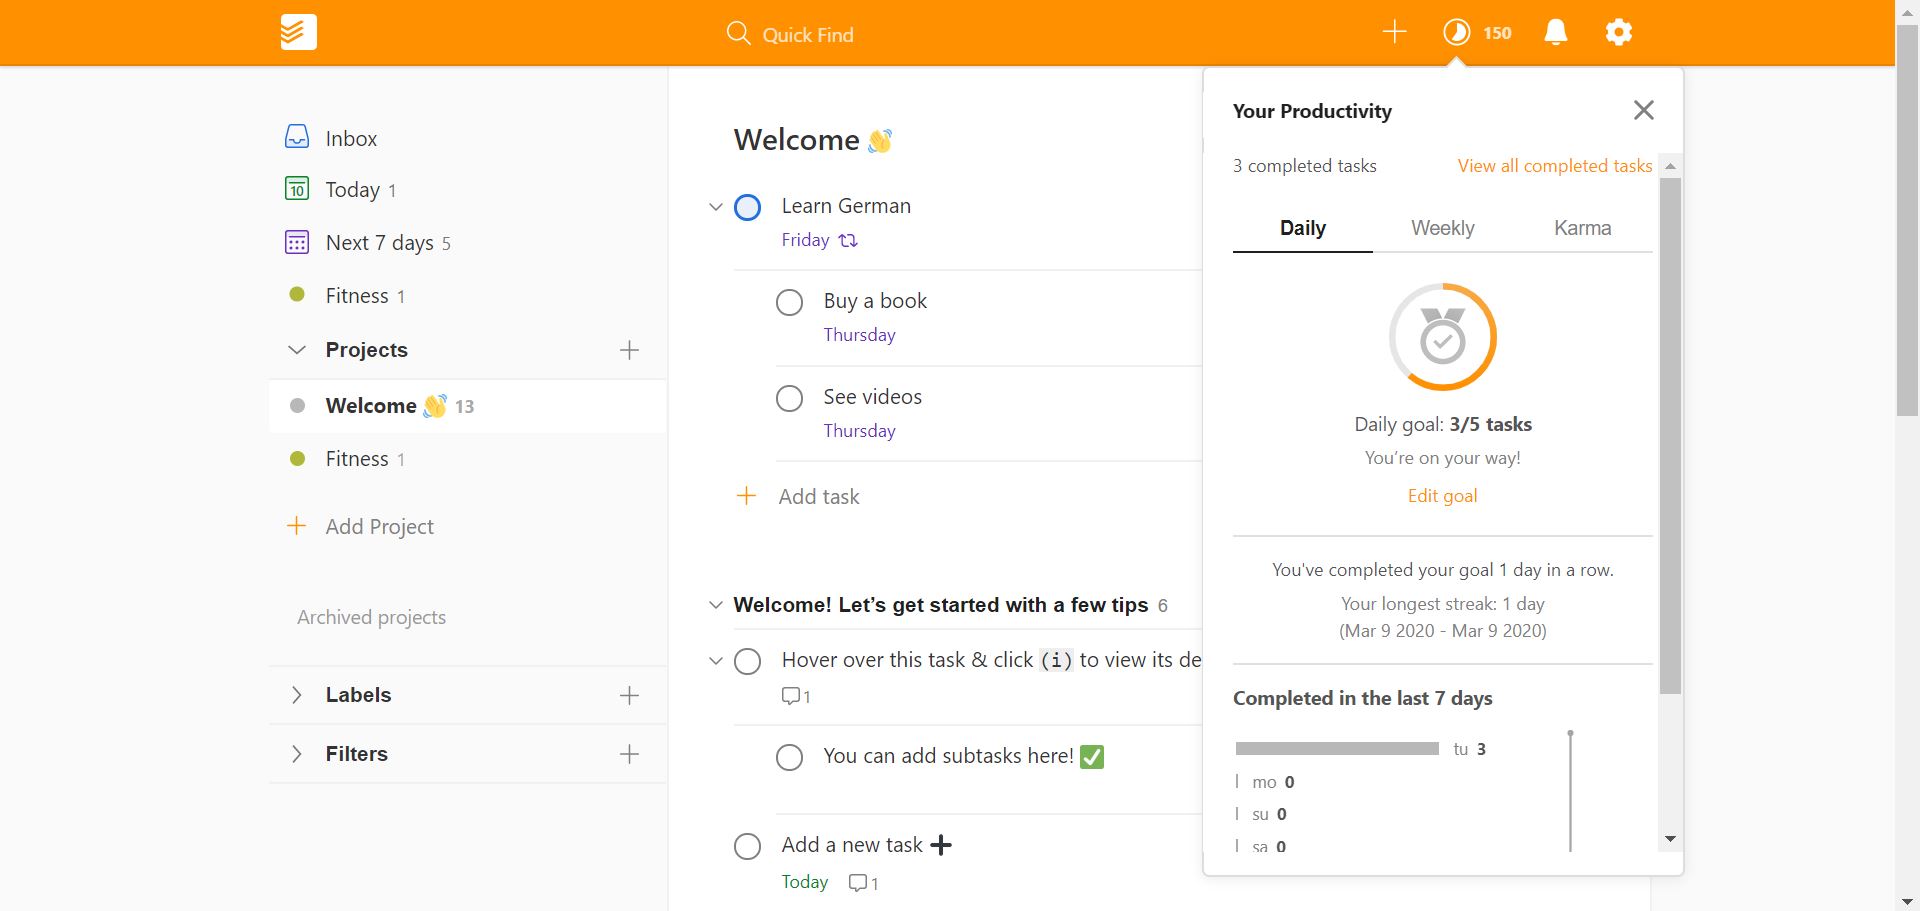 Quick Find
150
Inbox
10
Today 1
Next 7 days 5
Fitness 1
Projects
Welcome 👋 13
Fitness 1
Add Project
Archived projects
Labels
Filters
Welcome 👋
Learn German
Friday
Buy a book
Thursday
See videos
Thursday
Add task
Welcome! Let’s get started with a few tips 6
Hover over this task & click (i) to view its de
1
You can add subtasks here! ✅
Add a new task ➕
Today 1
Your Productivity
3 completed tasks View all completed tasks
Daily Weekly Karma
Daily goal: 3/5 tasks
You’re on your way!
Edit goal
You've completed your goal 1 day in a row.
Your longest streak: 1 day
(Mar 9 2020 - Mar 9 2020)
Completed in the last 7 days
tu 3
mo 0
su 0
sa 0